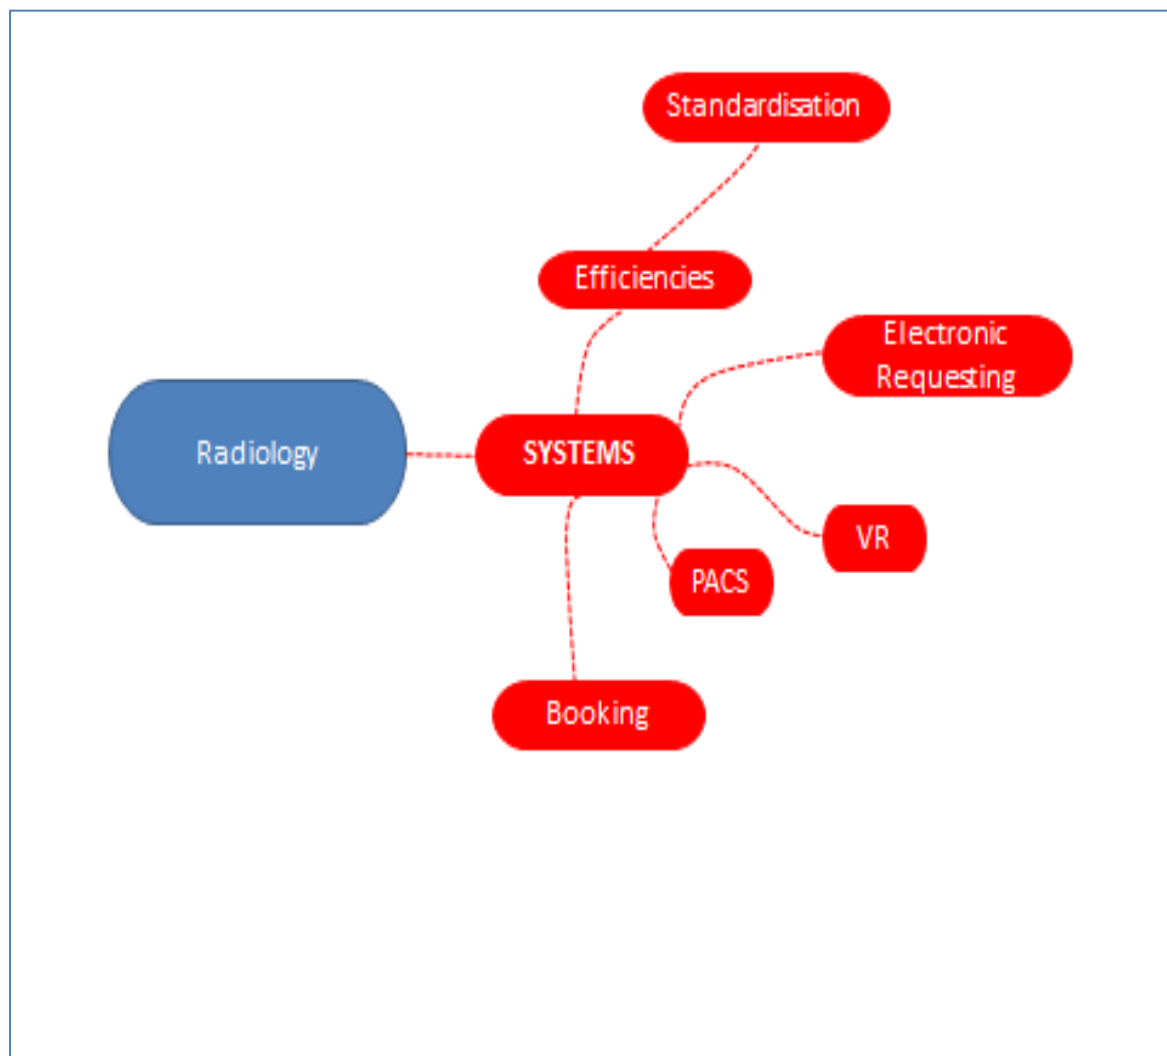 Standardisation
Efficiencies
Electronic
Requesting
Radiology
SYSTEMS
VR
PACS
Booking